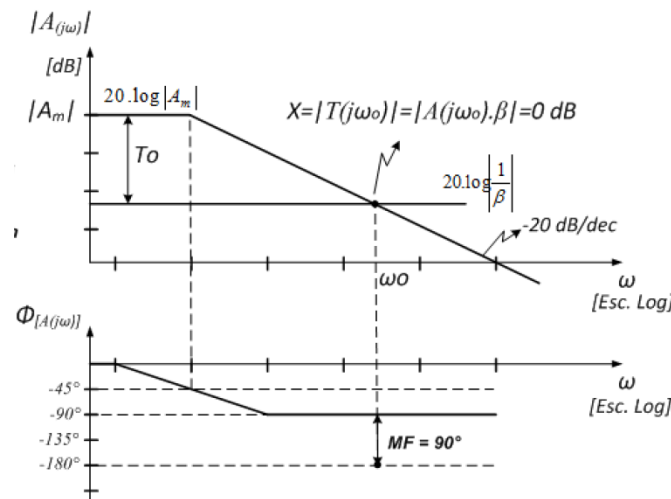 |A(jω)|
[dB]
20.log|Am|
|Am|
X=|T(jωo)|=|A(jωo).β|=0 dB
To
20.log|1/β|
-20 dB/dec
ωo
ω
[Esc. Log]
Φ[A(jω)]
-45°
ω
-90°
[Esc. Log]
-135°
MF = 90°
-180°